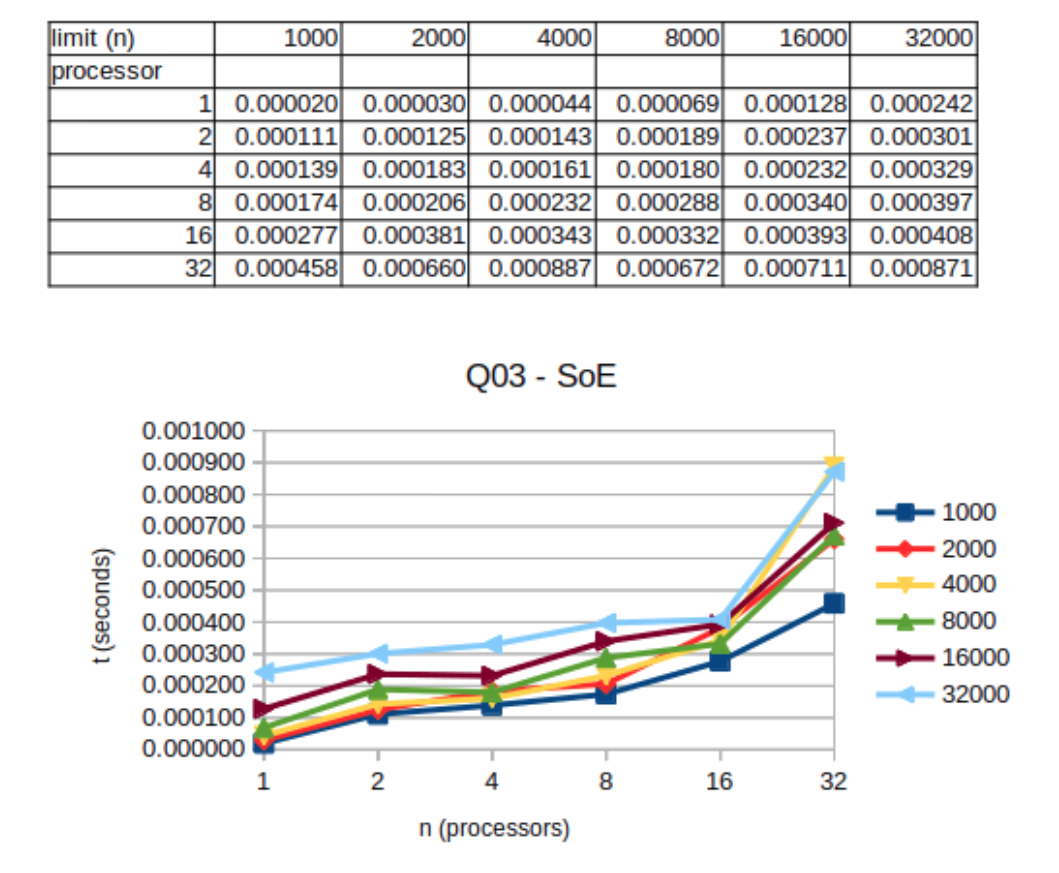 limit (n) 1000 2000 4000 8000 16000 32000
processor
1 0.000020 0.000030 0.000044 0.000069 0.000128 0.000242
2 0.000111 0.000125 0.000143 0.000189 0.000237 0.000301
4 0.000139 0.000183 0.000161 0.000180 0.000232 0.000329
8 0.000174 0.000206 0.000232 0.000288 0.000340 0.000397
16 0.000277 0.000381 0.000343 0.000332 0.000393 0.000408
32 0.000458 0.000660 0.000887 0.000672 0.000711 0.000871
Q03 - SoE
0.001000
0.000900
0.000800
0.000700
0.000600
0.000500
0.000400
0.000300
0.000200
0.000100
0.000000
t (seconds)
1 2 4 8 16 32
n (processors)
1000
2000
4000
8000
16000
32000